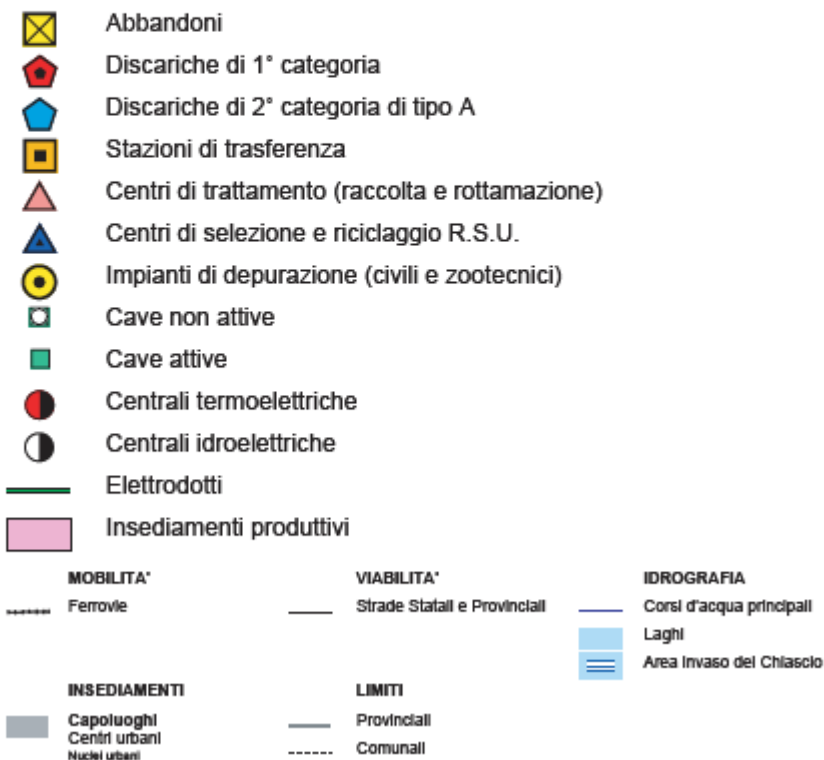 Abbandoni
Discariche di 1° categoria
Discariche di 2° categoria di tipo A
Stazioni di trasferenza
Centri di trattamento (raccolta e rottamazione)
Centri di selezione e riciclaggio R.S.U.
Impianti di depurazione (civili e zootecnici)
Cave non attive
Cave attive
Centrali termoelettriche
Centrali idroelettriche
Elettrodotti
Insediamenti produttivi
MOBILITA'
Ferrovie
VIABILITA'
Strade Statali e Provinciali
IDROGRAFIA
Corsi d'acqua principali
Laghi
Area Invaso del Chiascio
INSEDIAMENTI
Capoluoghi
Centri urbani
Nuclei urbani
LIMITI
Provinciali
Comunali